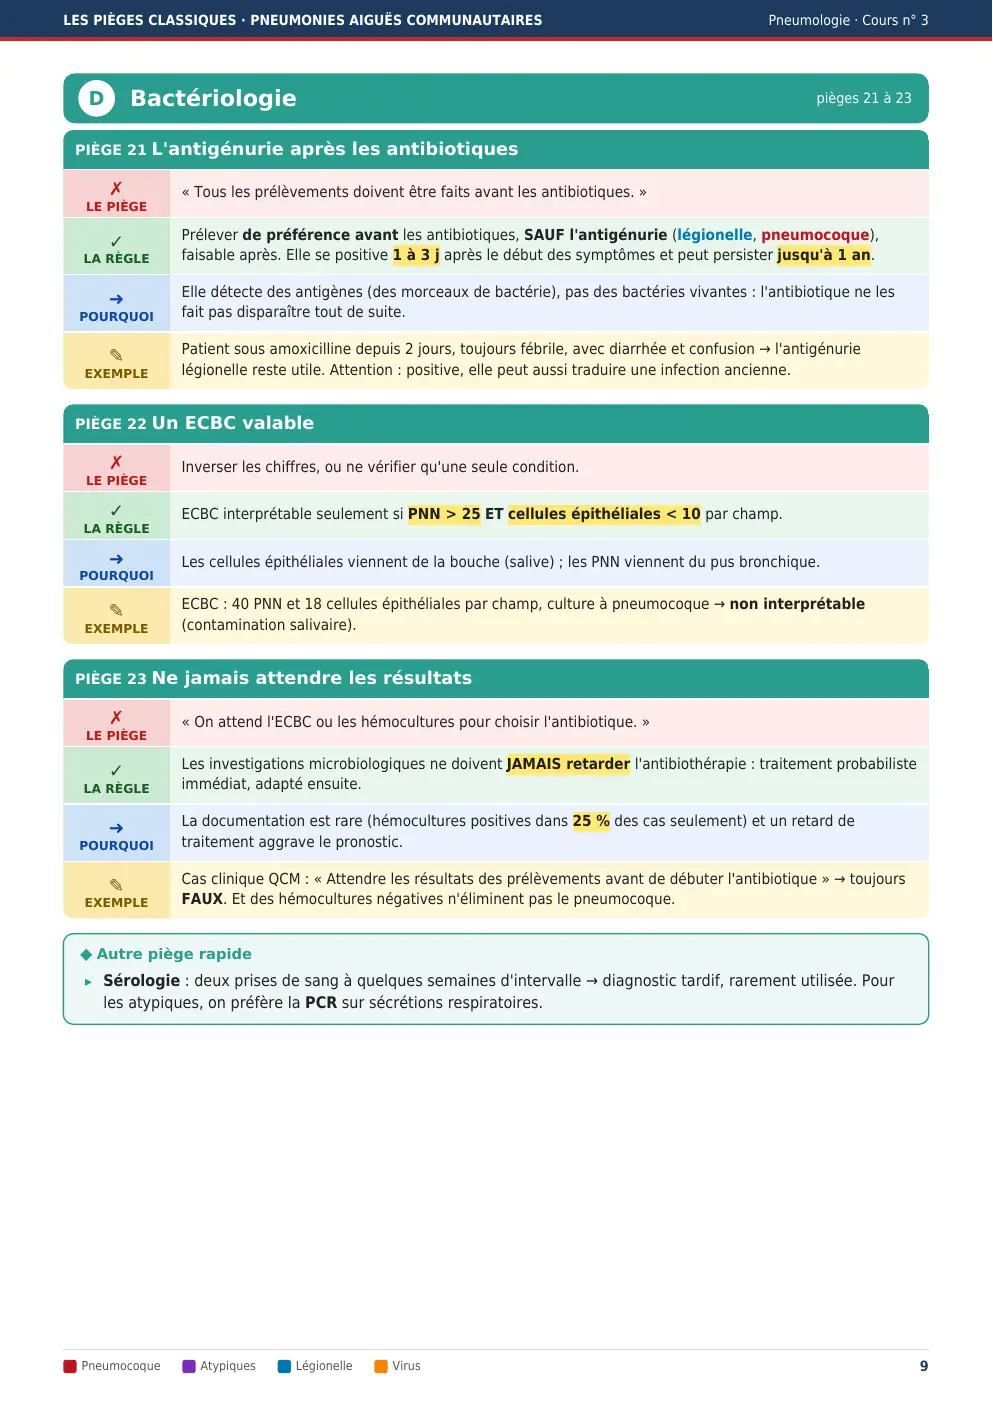 LES PIÈGES CLASSIQUES · PNEUMONIES AIGUËS COMMUNAUTAIRES
Pneumologie · Cours n° 3
D Bactériologie
pièges 21 à 23
PIÈGE 21 L'antigénurie après les antibiotiques
✗
LE PIÈGE
« Tous les prélèvements doivent être faits avant les antibiotiques. »
✓
LA RÈGLE
Prélever de préférence avant les antibiotiques, SAUF l'antigénurie (légionelle, pneumocoque),
faisable après. Elle se positive 1 à 3 j après le début des symptômes et peut persister jusqu'à 1 an.
➜
POURQUOI
Elle détecte des antigènes (des morceaux de bactérie), pas des bactéries vivantes : l'antibiotique ne les
fait pas disparaître tout de suite.
✎
EXEMPLE
Patient sous amoxicilline depuis 2 jours, toujours fébrile, avec diarrhée et confusion → l'antigénurie
légionelle reste utile. Attention : positive, elle peut aussi traduire une infection ancienne.
PIÈGE 22 Un ECBC valable
✗
LE PIÈGE
Inverser les chiffres, ou ne vérifier qu'une seule condition.
✓
LA RÈGLE
ECBC interprétable seulement si PNN > 25 ET cellules épithéliales < 10 par champ.
➜
POURQUOI
Les cellules épithéliales viennent de la bouche (salive) ; les PNN viennent du pus bronchique.
✎
EXEMPLE
ECBC : 40 PNN et 18 cellules épithéliales par champ, culture à pneumocoque → non interprétable
(contamination salivaire).
PIÈGE 23 Ne jamais attendre les résultats
✗
LE PIÈGE
« On attend l'ECBC ou les hémocultures pour choisir l'antibiotique. »
✓
LA RÈGLE
Les investigations microbiologiques ne doivent JAMAIS retarder l'antibiothérapie : traitement probabiliste
immédiat, adapté ensuite.
➜
POURQUOI
La documentation est rare (hémocultures positives dans 25 % des cas seulement) et un retard de
traitement aggrave le pronostic.
✎
EXEMPLE
Cas clinique QCM : « Attendre les résultats des prélèvements avant de débuter l'antibiotique » → toujours
FAUX. Et des hémocultures négatives n'éliminent pas le pneumocoque.
◆ Autre piège rapide
▸ Sérologie : deux prises de sang à quelques semaines d'intervalle → diagnostic tardif, rarement utilisée. Pour
les atypiques, on préfère la PCR sur sécrétions respiratoires.
Pneumocoque Atypiques Légionelle Virus
9